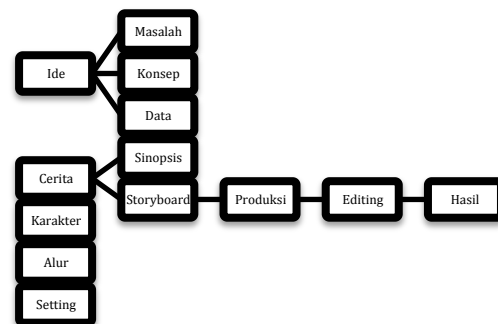 Ide
Masalah
Konsep
Data
Cerita
Sinopsis
Storyboard
Produksi
Editing
Hasil
Karakter
Alur
Setting